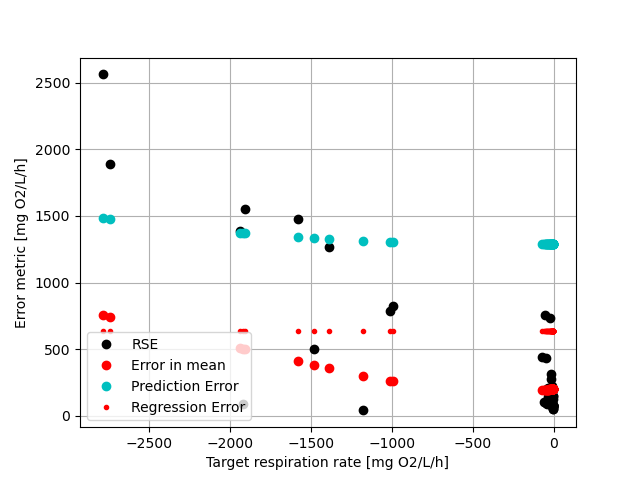 2500
2000
1500
1000
500
0
Error metric [mg O2/L/h]
RSE
Error in mean
Prediction Error
Regression Error
−2500
−2000
−1500
−1000
−500
0
Target respiration rate [mg O2/L/h]